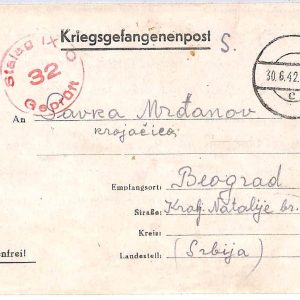 Kriegsgefangenenpost
S.
Stalag
32
Geprüft
30.6.42.
c
An Savka Mrđanov
krojačica
Empfangsort: Beograd
Straße: Kralj. Natalije br.
Kreis:
Landesteil: (Srbija)
nfrei!